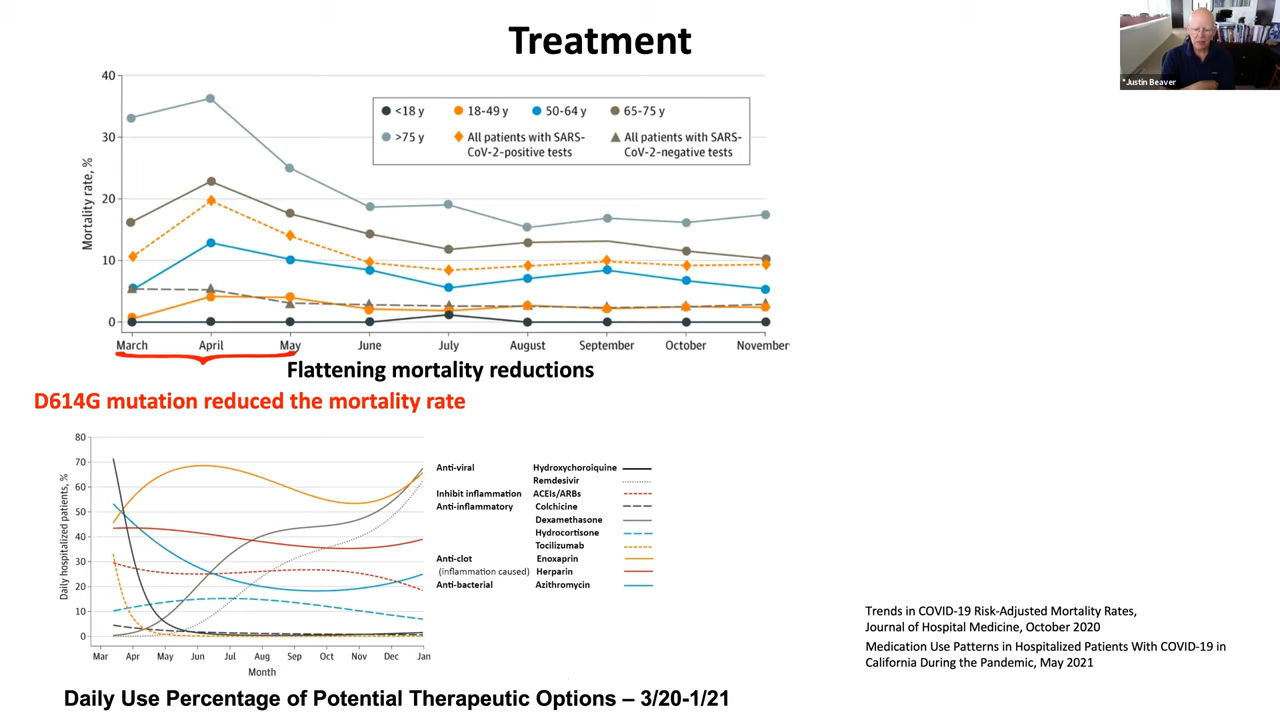 Treatment
*Justin Beaver
40
30
20
10
0
Mortality rate, %
<18 y
18-49 y
50-64 y
65-75 y
>75 y
All patients with SARS-
CoV-2-positive tests
All patients with SARS-
CoV-2-negative tests
March April May June July August September October November
Flattening mortality reductions
D614G mutation reduced the mortality rate
80
70
60
50
40
30
20
10
0
Daily hospitalized patients, %
Mar Apr May Jun Jul Aug Sep Oct Nov Dec Jan
Month
Anti-viral Hydroxychoroiquine
Remdesivir
Inhibit inflammation ACEIs/ARBs
Anti-inflammatory Colchicine
Dexamethasone
Hydrocortisone
Tocilizumab
Anti-clot Enoxaprin
(inflammation caused) Herparin
Anti-bacterial Azithromycin
Trends in COVID-19 Risk-Adjusted Mortality Rates,
Journal of Hospital Medicine, October 2020
Medication Use Patterns in Hospitalized Patients With COVID-19 in
California During the Pandemic, May 2021
Daily Use Percentage of Potential Therapeutic Options – 3/20-1/21